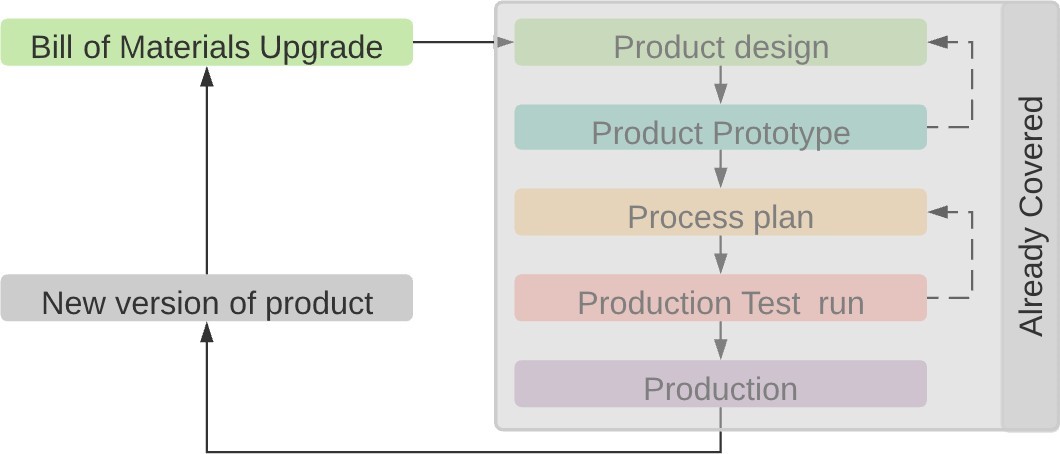 Bill of Materials Upgrade
Product design
Product Prototype
Process plan
New version of product
Production Test  run
Production
Already Covered